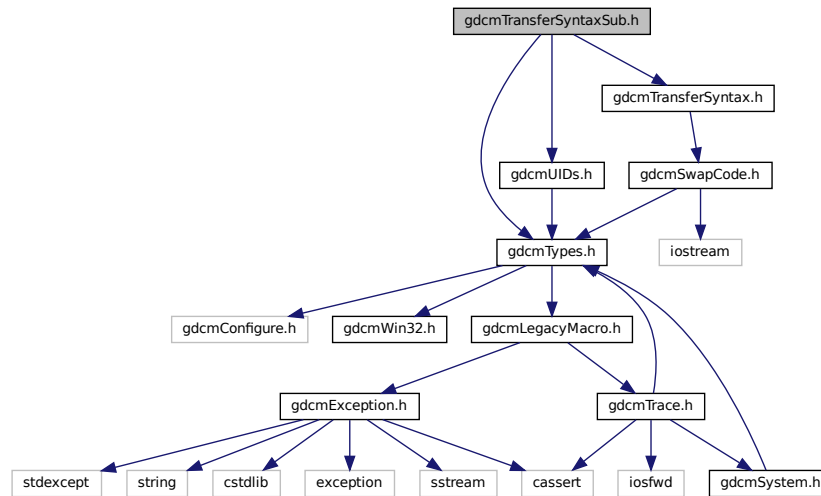 gdcmTransferSyntaxSub.h
gdcmTransferSyntax.h
gdcmUIDs.h
gdcmSwapCode.h
gdcmTypes.h
iostream
gdcmConfigure.h
gdcmWin32.h
gdcmLegacyMacro.h
gdcmException.h
gdcmTrace.h
stdexcept
string
cstdlib
exception
sstream
cassert
iosfwd
gdcmSystem.h